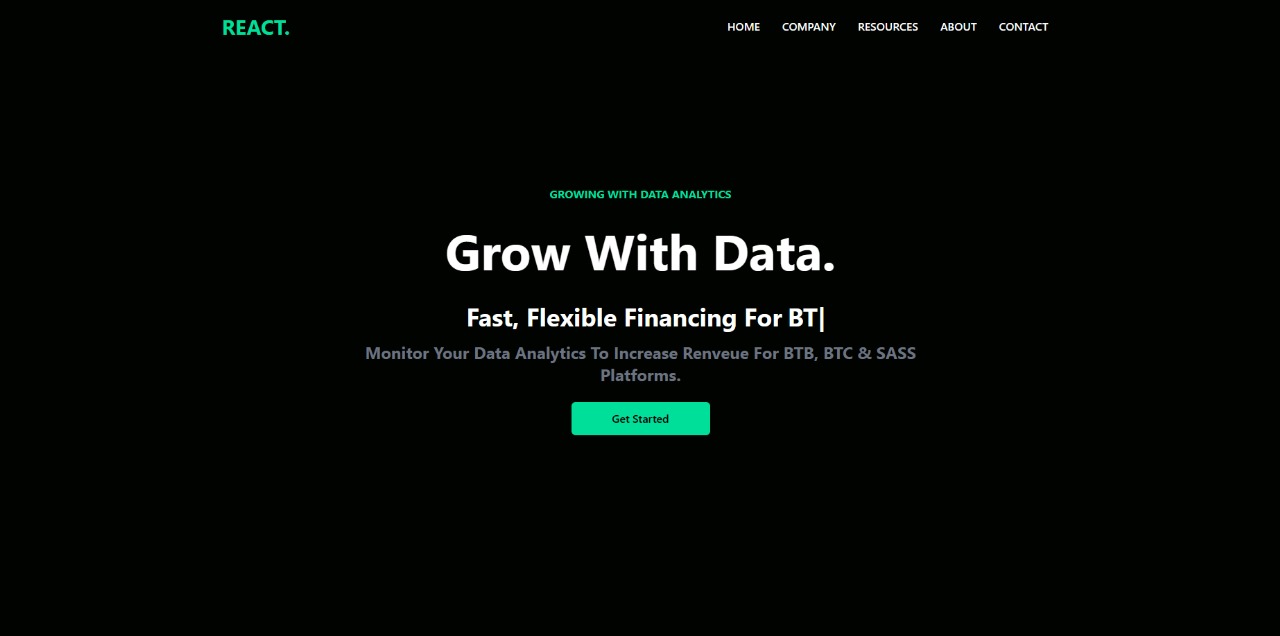 REACT.
HOME COMPANY RESOURCES ABOUT CONTACT
GROWING WITH DATA ANALYTICS
Grow With Data.
Fast, Flexible Financing For BT|
Monitor Your Data Analytics To Increase Renveue For BTB, BTC & SASS
Platforms.
Get Started